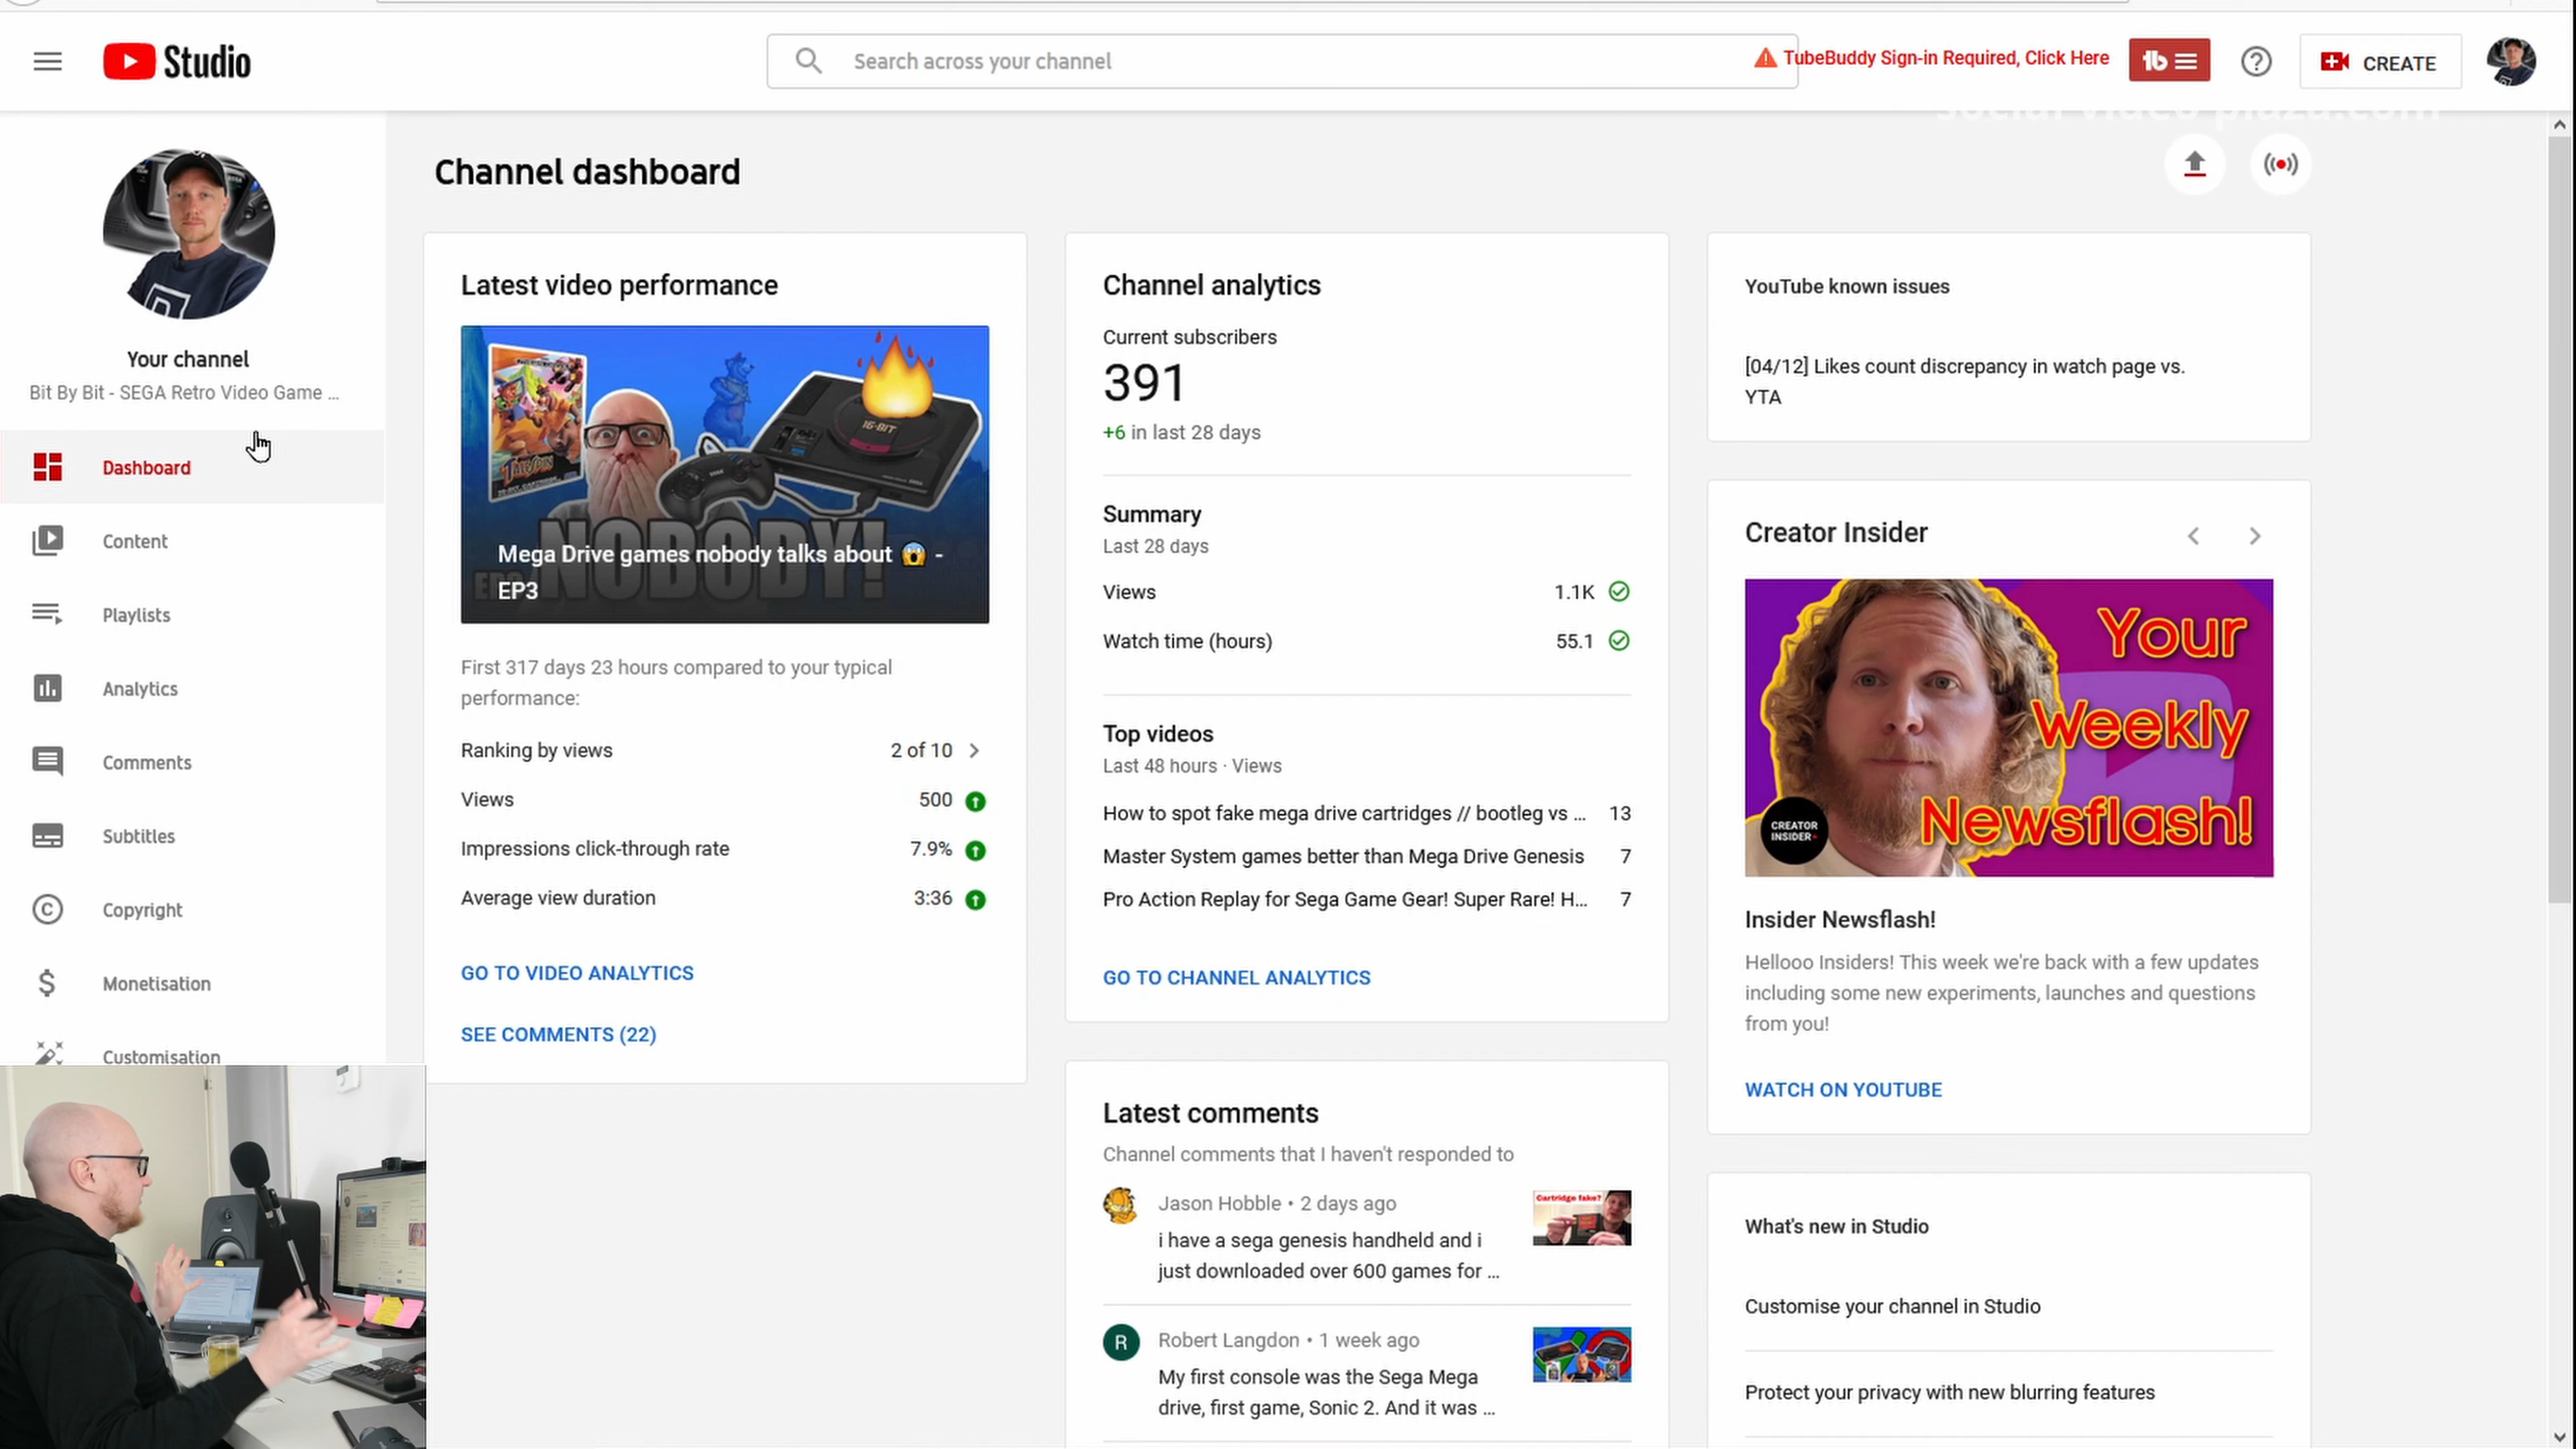 Studio
Search across your channel
TubeBuddy Sign-in Required, Click Here
tb
CREATE
social video plaza.com
Your channel
Bit By Bit - SEGA Retro Video Game ...
Dashboard
Content
Playlists
Analytics
Comments
Subtitles
Copyright
Monetisation
Customisation
Channel dashboard
Latest video performance
TALESPIN
16-BIT
NOBODY!
Mega Drive games nobody talks about 😱 -
EP3
First 317 days 23 hours compared to your typical
performance:
Ranking by views 2 of 10
Views 500
Impressions click-through rate 7.9%
Average view duration 3:36
GO TO VIDEO ANALYTICS
SEE COMMENTS (22)
Channel analytics
Current subscribers
391
+6 in last 28 days
Summary
Last 28 days
Views 1.1K
Watch time (hours) 55.1
Top videos
Last 48 hours · Views
How to spot fake mega drive cartridges // bootleg vs ... 13
Master System games better than Mega Drive Genesis 7
Pro Action Replay for Sega Game Gear! Super Rare! H... 7
GO TO CHANNEL ANALYTICS
Latest comments
Channel comments that I haven't responded to
Jason Hobble • 2 days ago
i have a sega genesis handheld and i
just downloaded over 600 games for ...
Cartridge fake?
R
Robert Langdon • 1 week ago
My first console was the Sega Mega
drive, first game, Sonic 2. And it was ...
YouTube known issues
[04/12] Likes count discrepancy in watch page vs.
YTA
Creator Insider
Your
Weekly
Newsflash!
CREATOR
INSIDER
Insider Newsflash!
Hellooo Insiders! This week we're back with a few updates
including some new experiments, launches and questions
from you!
WATCH ON YOUTUBE
What's new in Studio
Customise your channel in Studio
Protect your privacy with new blurring features